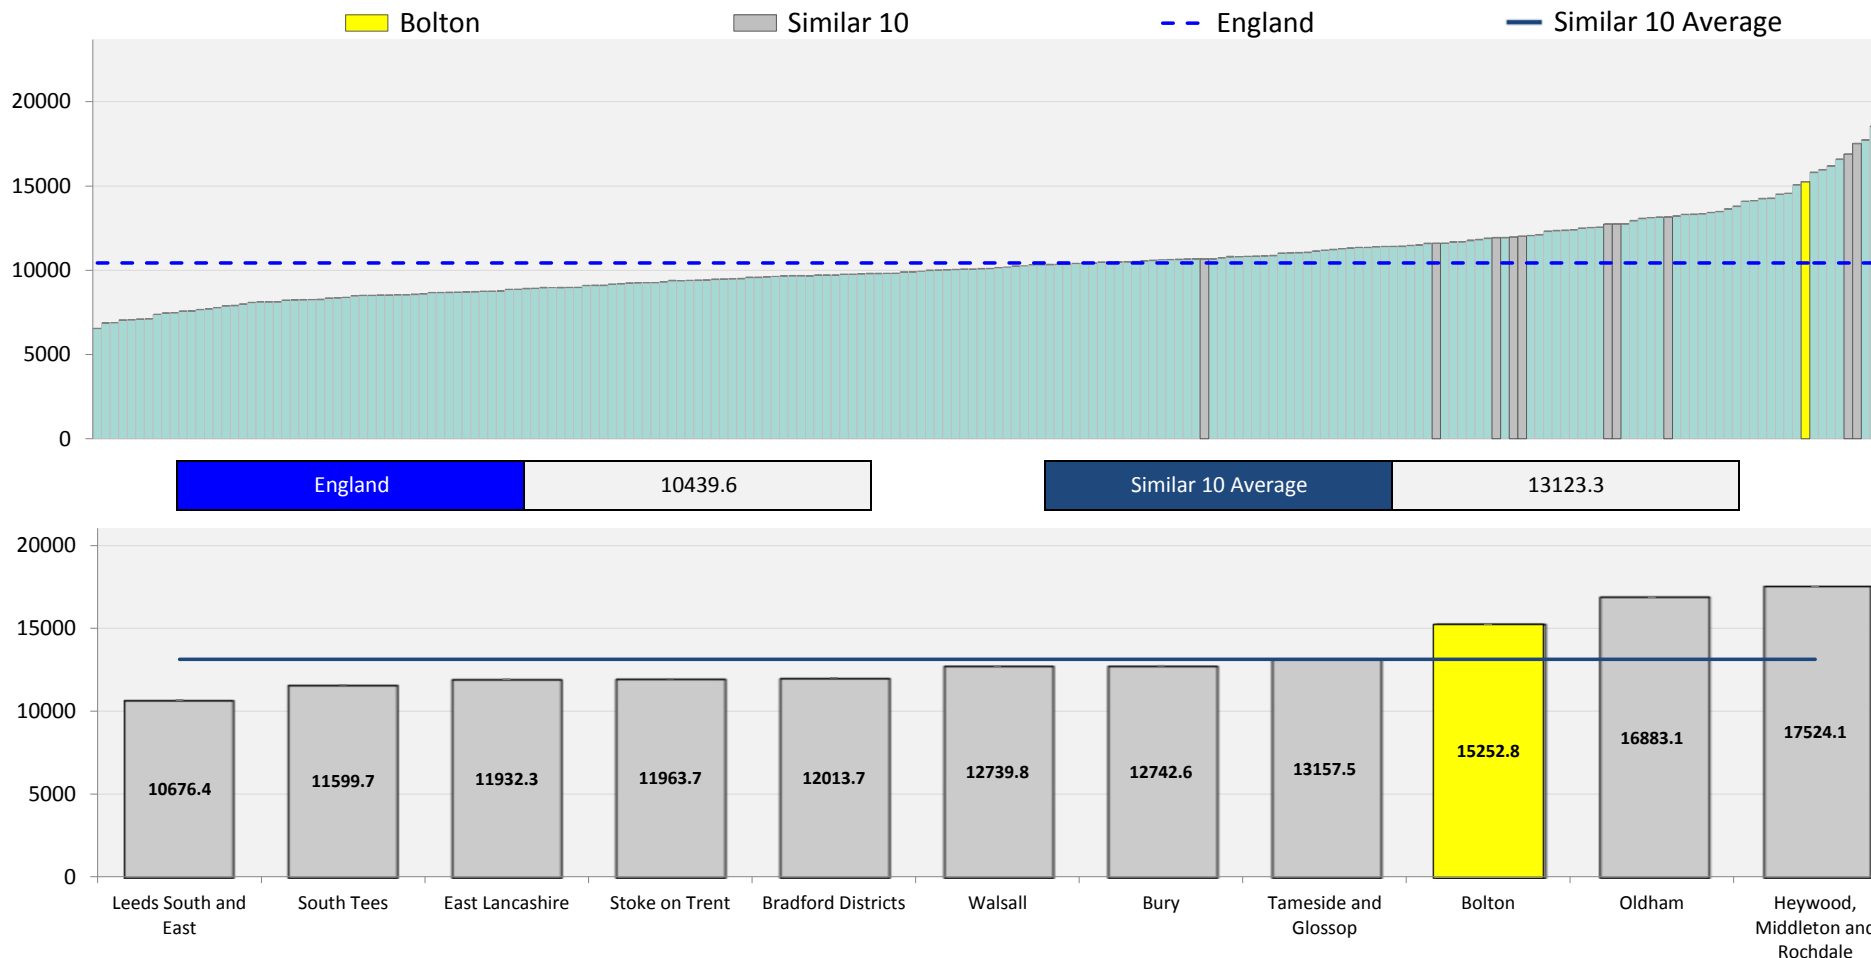 Bolton Similar 10 England Similar 10 Average
20000
15000
10000
5000
0
England 10439.6 Similar 10 Average 13123.3
20000
15000
10000
5000
0
10676.4 11599.7 11932.3 11963.7 12013.7 12739.8 12742.6 13157.5 15252.8 16883.1 17524.1
Leeds South and East
South Tees
East Lancashire
Stoke on Trent
Bradford Districts
Walsall
Bury
Tameside and Glossop
Bolton
Oldham
Heywood, Middleton and Rochdale